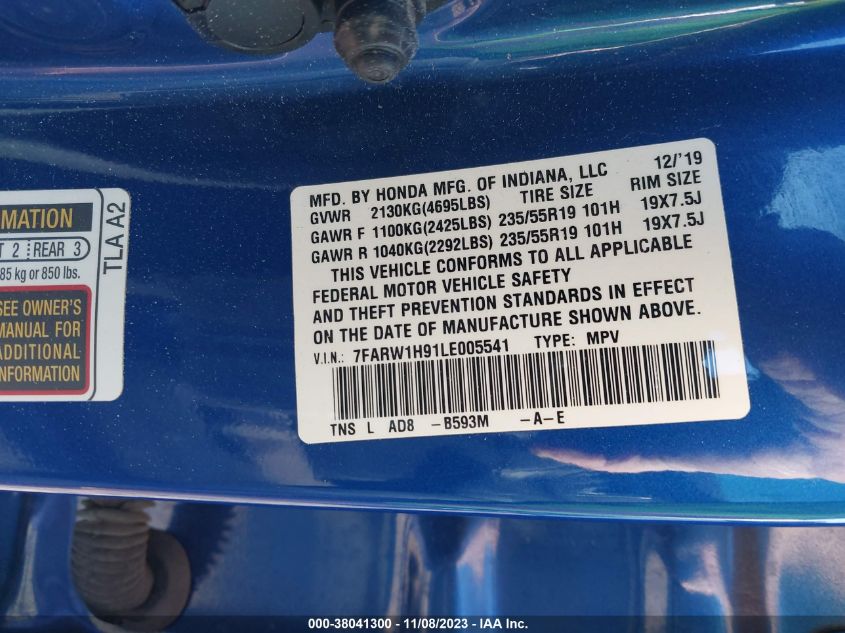 MATION
T 2 REAR 3
85 kg or 850 lbs.
SEE OWNER'S
MANUAL FOR
ADDITIONAL
INFORMATION
TLA A2
MFD. BY HONDA MFG. OF INDIANA, LLC 12/'19
GVWR 2130KG(4695LBS) TIRE SIZE RIM SIZE
GAWR F 1100KG(2425LBS) 235/55R19 101H 19X7.5J
GAWR R 1040KG(2292LBS) 235/55R19 101H 19X7.5J
THIS VEHICLE CONFORMS TO ALL APPLICABLE
FEDERAL MOTOR VEHICLE SAFETY
AND THEFT PREVENTION STANDARDS IN EFFECT
ON THE DATE OF MANUFACTURE SHOWN ABOVE.
V.I.N.: 7FARW1H91LE005541 TYPE: MPV
TNS L AD8 -B593M -A-E
000-38041300 - 11/08/2023 - IAA Inc.